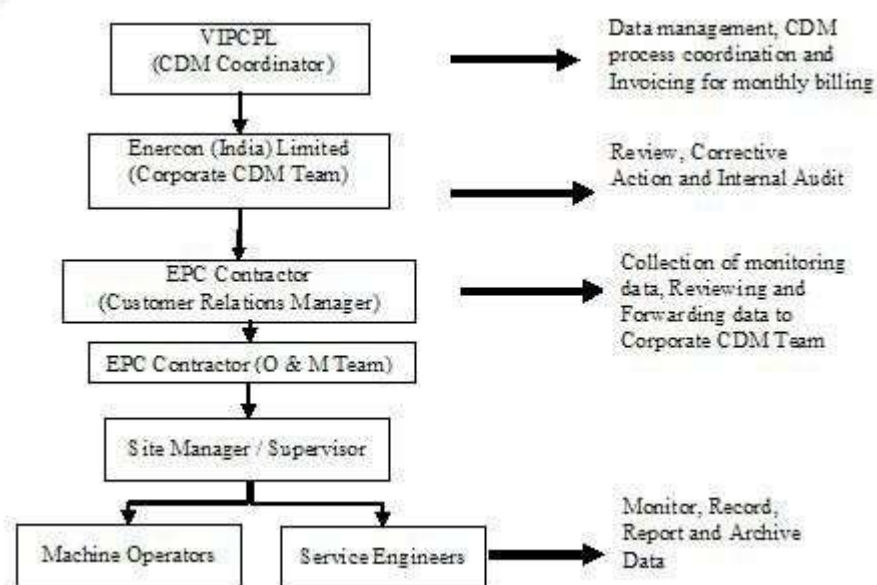 VIPCPL
(CDM Coordinator)
Data management, CDM
process coordination and
Invoicing for monthly billing
Enercon (India) Limited
(Corporate CDM Team)
Review, Corrective
Action and Internal Audit
EPC Contractor
(Customer Relations Manager)
Collection of monitoring
data, Reviewing and
Forwarding data to
Corporate CDM Team
EPC Contractor (O & M Team)
Site Manager / Supervisor
Machine Operators
Service Engineers
Monitor, Record,
Report and Archive
Data